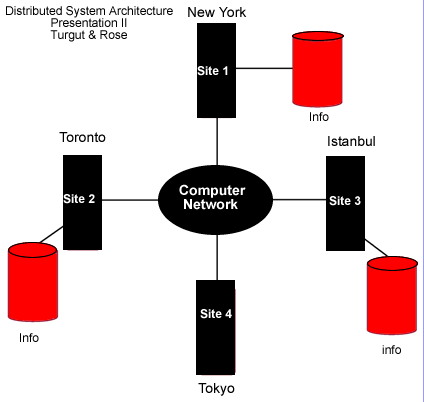 Distributed System Architecture
Presentation II
Turgut & Rose
New York
Site 1
Info
Toronto
Istanbul
Site 2
Computer
Network
Site 3
Info
info
Site 4
Tokyo